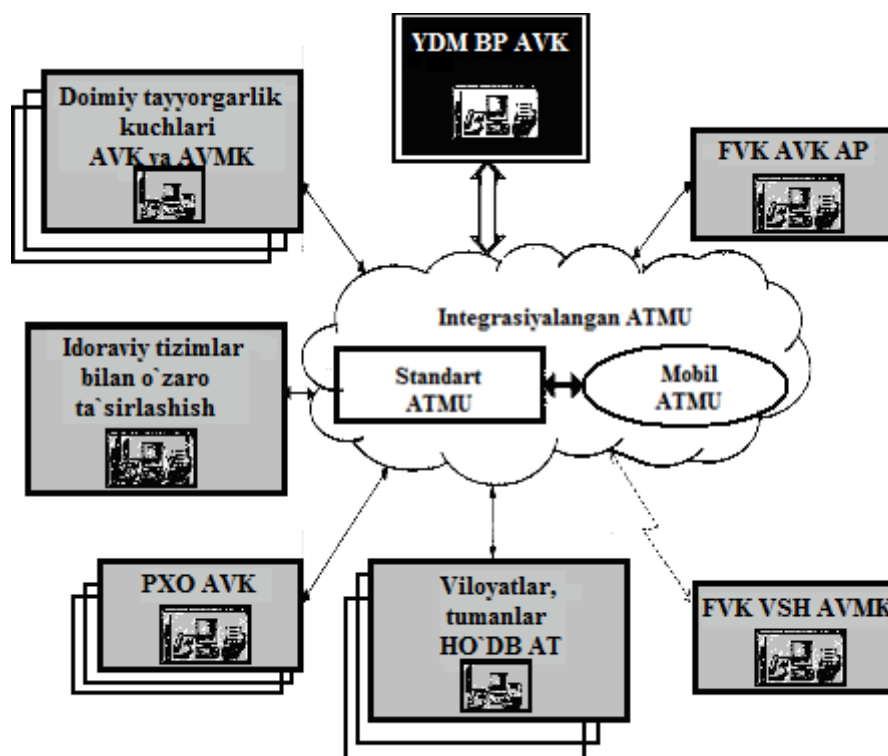 YDM BP AVK
Doimiy tayyorgarlik
kuchlari
AVK va AVMK
FVK AVK AP
Integrasiyalangan ATMU
Idoraviy tizimlar
bilan o`zaro
ta`sirlashish
Standart
ATMU
Mobil
ATMU
PXO AVK
Viloyatlar,
tumanlar
HO`DB AT
FVK VSH AVMK